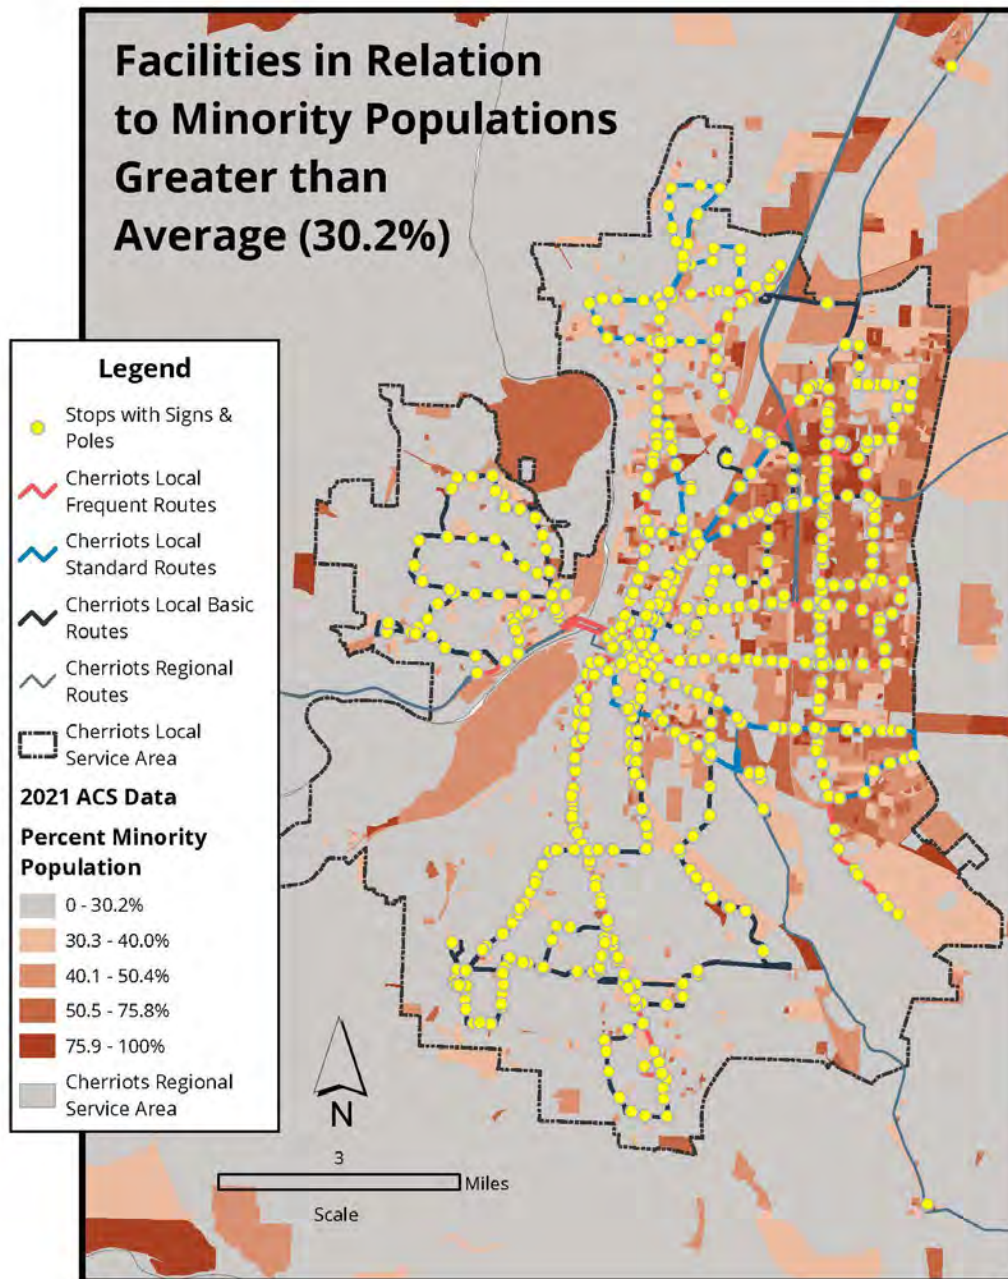 Facilities in Relation
to Minority Populations
Greater than
Average (30.2%)
Legend
Stops with Signs &
Poles
Cherriots Local
Frequent Routes
Cherriots Local
Standard Routes
Cherriots Local Basic
Routes
Cherriots Regional
Routes
Cherriots Local
Service Area
2021 ACS Data
Percent Minority
Population
0 - 30.2%
30.3 - 40.0%
40.1 - 50.4%
50.5 - 75.8%
75.9 - 100%
Cherriots Regional
Service Area
N
3
Miles
Scale